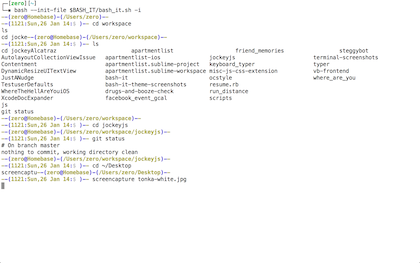 [zero][~]
bash --init-file $BASH_IT/bash_it.sh -i
(zero@Homebase)-(/Users/zero)
(1121:Sun,26 Jan 14:: )— cd workspace
ls
cd jocke (zero@Homebase)-(/Users/zero/workspace)
(1121:Sun,26 Jan 14:: )— ls
cd jockeyAlcatraz apartmentlist friend_memories steggybot
AutolayoutCollectionViewIssue apartmentlist-ios jockeyjs terminal-screenshots
Contentment apartmentlist.sublime-project keyboard_typer typer
DynamicResizeUITextView apartmentlist.sublime-workspace misc-js-css-extension vb-frontend
JustANudge bash-it ocstyle where_are_you
TestuserDefaults bash-screenshots resume.rb
WhereTheHellAreYouiOS drugs-and-booze-check run_distance
XcodeDocExpander facebook_event_gcal scripts
js
git status
(zero@Homebase)-(/Users/zero/workspace)
(1121:Sun,26 Jan 14:: )— cd jockeyjs
(zero@Homebase)-(/Users/zero/workspace/jockeyjs)
(1121:Sun,26 Jan 14:: )— git status
# On branch master
nothing to commit, working directory clean
(zero@Homebase)-(/Users/zero/workspace/jockeyjs)
(1121:Sun,26 Jan 14:: )— cd ~/Desktop
screencaptu (zero@Homebase)-(/Users/zero/Desktop)
(1121:Sun,26 Jan 14:: )— screencapture tonka-white.jpg